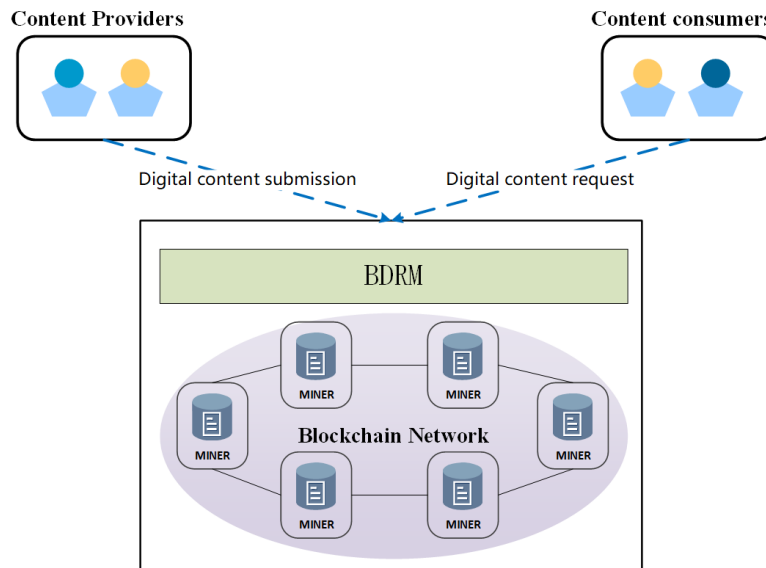 Content Providers
Content consumers
Digital content submission
Digital content request
BDRM
MINER
MINER
MINER
MINER
Blockchain Network
MINER
MINER